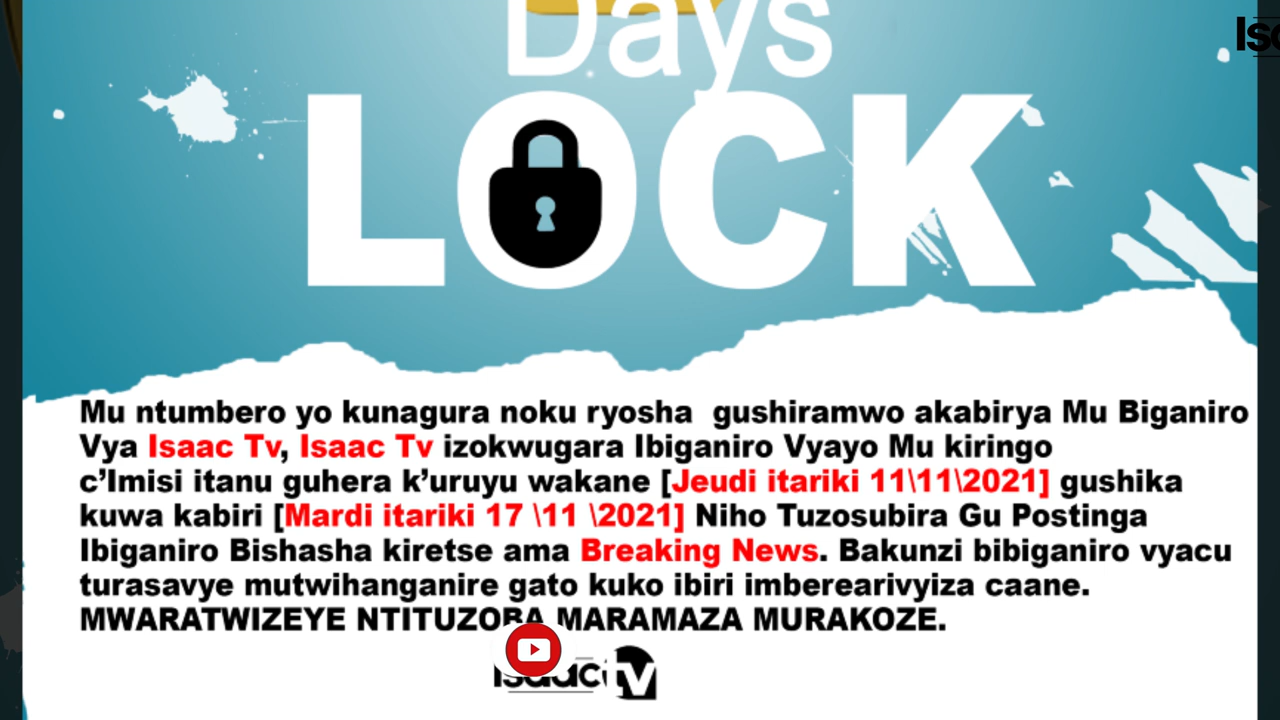 Days
LOCK
Mu ntumbero yo kunagura noku ryosha gushiramwo akabirya Mu Biganiro
Vya Isaac Tv, Isaac Tv izokwugara Ibiganiro Vyayo Mu kiringo
c’Imisi itanu guhera k’uruyu wakane [Jeudi itariki 11\11\2021] gushika
kuwa kabiri [Mardi itariki 17 \11 \2021] Niho Tuzosubira Gu Postinga
Ibiganiro Bishasha kiretse ama Breaking News. Bakunzi bibiganiro vyacu
turasavye mutwihanganire gato kuko ibiri imberearivyiza caane.
MWARATWIZEYE NTITUZOBA MARAMAZA MURAKOZE.
Isaac tv